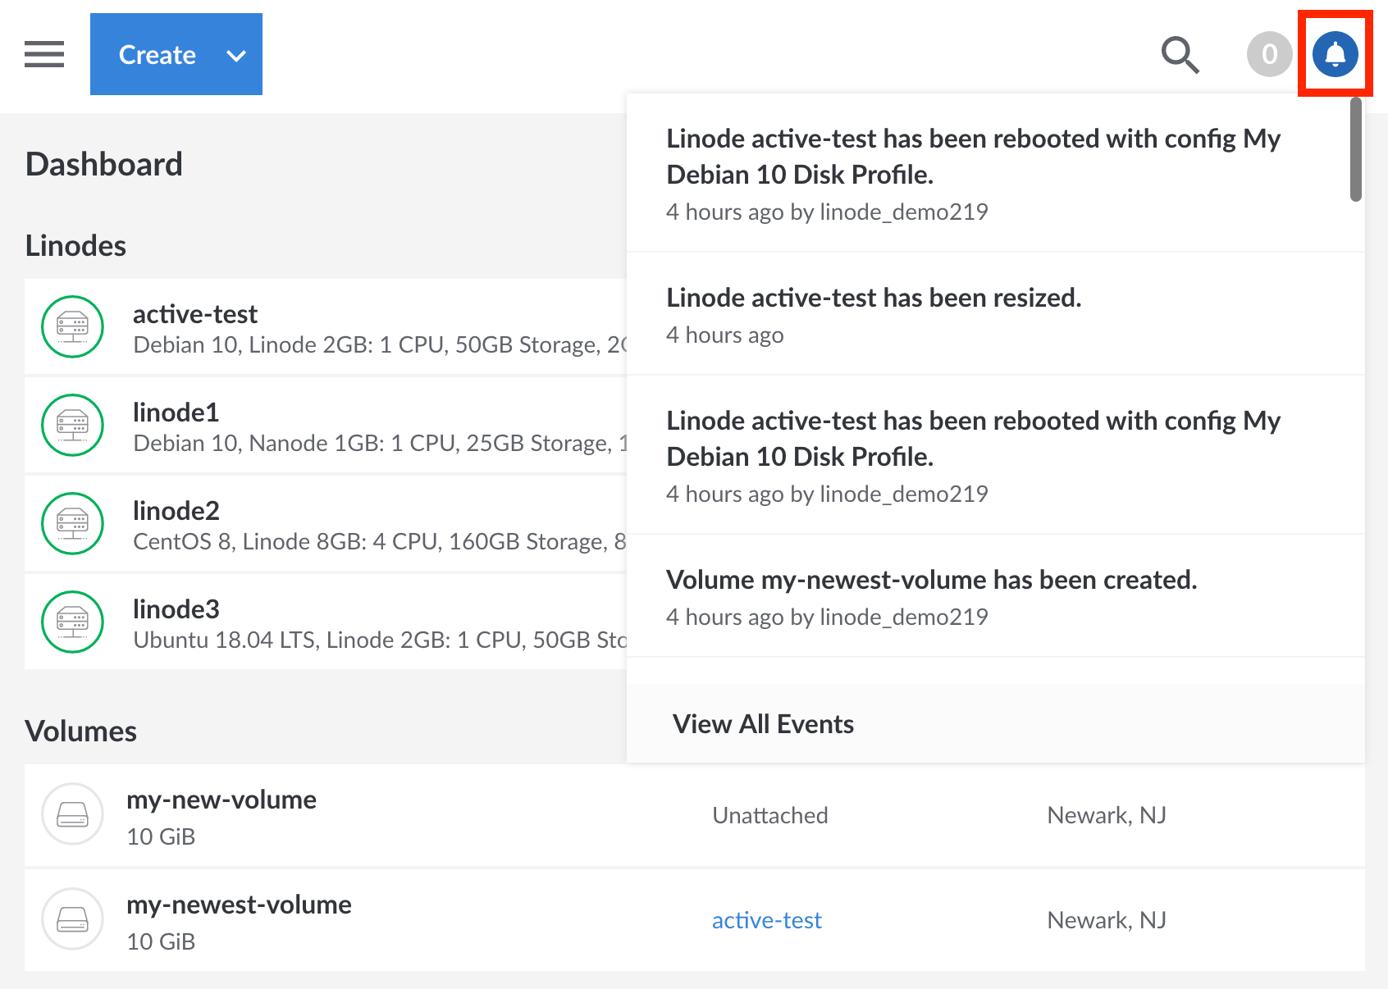 Create
0
Dashboard
Linodes
active-test
Debian 10, Linode 2GB: 1 CPU, 50GB Storage,
linode1
Debian 10, Nanode 1GB: 1 CPU, 25GB Storage, 1
linode2
CentOS 8, Linode 8GB: 4 CPU, 160GB Storage, 8
linode3
Ubuntu 18.04 LTS, Linode 2GB: 1 CPU, 50GB
Linode active-test has been rebooted with config My
Debian 10 Disk Profile.
4 hours ago by linode_demo219
Linode active-test has been resized.
4 hours ago
Linode active-test has been rebooted with config My
Debian 10 Disk Profile.
4 hours ago by linode_demo219
Volume my-newest-volume has been created.
4 hours ago by linode_demo219
View All Events
Volumes
my-new-volume
10 GiB
Unattached
Newark, NJ
my-newest-volume
10 GiB
active-test
Newark, NJ